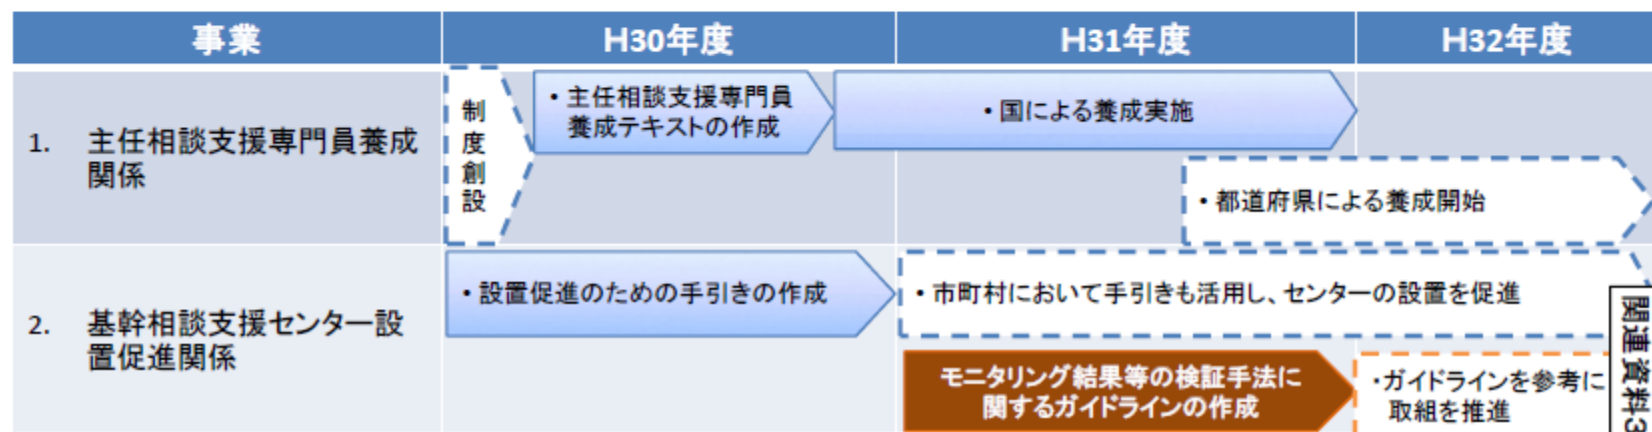 事業
H30年度
H31年度
H32年度
1. 主任相談支援専門員養成
関係
制度創設
・主任相談支援専門員
養成テキストの作成
・国による養成実施
・都道府県による養成開始
2. 基幹相談支援センター設
置促進関係
・設置促進のための手引きの作成
・市町村において手引きも活用し、センターの設置を促進
モニタリング結果等の検証手法に
関するガイドラインの作成
・ガイドラインを参考に
取組を推進
関連資料3